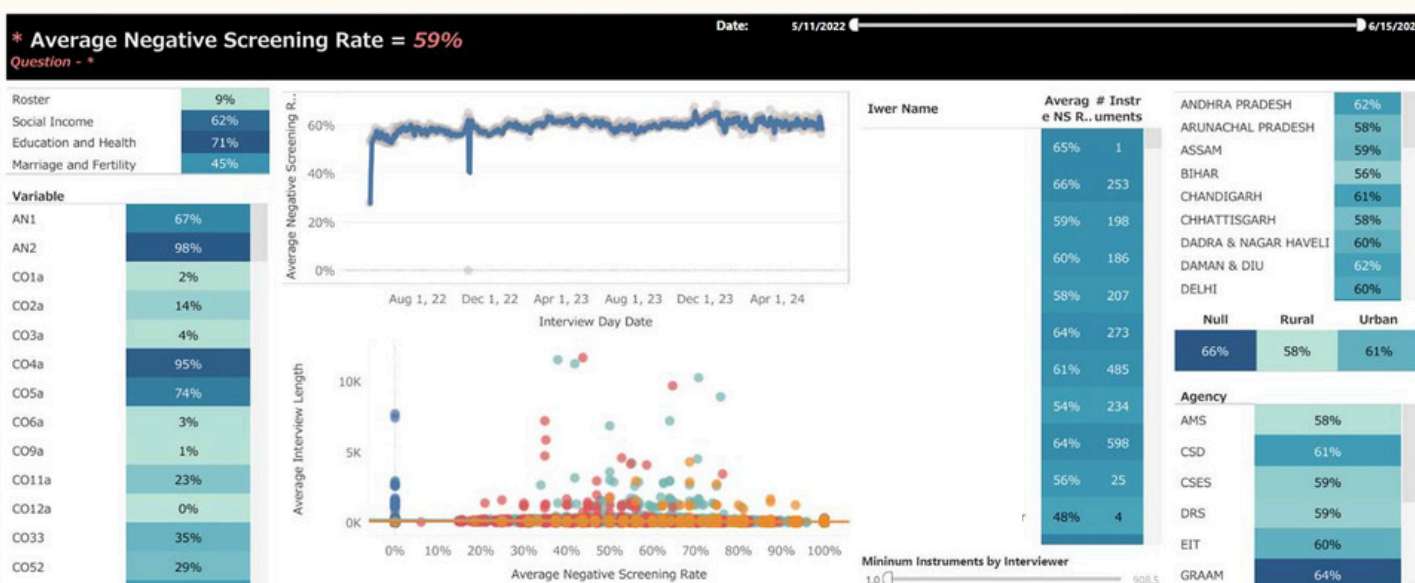 Date: 5/11/2022 6/15/202
* Average Negative Screening Rate = 59%
Question - *
Roster 9%
Social Income 62%
Education and Health 71%
Marriage and Fertility 45%
Variable
AN1 67%
AN2 98%
CO1a 2%
CO2a 14%
CO3a 4%
CO4a 95%
CO5a 74%
CO6a 3%
CO9a 1%
CO11a 23%
CO12a 0%
CO33 35%
CO52 29%
Average Negative Screening R..
60%
40%
20%
0%
Aug 1, 22 Dec 1, 22 Apr 1, 23 Aug 1, 23 Dec 1, 23 Apr 1, 24
Interview Day Date
Average Interview Length
10K
5K
0K
0% 10% 20% 30% 40% 50% 60% 70% 80% 90% 100%
Average Negative Screening Rate
Iwer Name
Averag # Instr
e NS R.. uments
65% 1
66% 253
59% 198
60% 186
58% 207
64% 273
61% 485
54% 234
64% 598
56% 25
r 48% 4
Mininum Instruments by Interviewer
1.0 908.5
ANDHRA PRADESH 62%
ARUNACHAL PRADESH 58%
ASSAM 59%
BIHAR 56%
CHANDIGARH 61%
CHHATTISGARH 58%
DADRA & NAGAR HAVELI 60%
DAMAN & DIU 62%
DELHI 60%
Null Rural Urban
66% 58% 61%
Agency
AMS 58%
CSD 61%
CSES 59%
DRS 59%
EIT 60%
GRAAM 64%